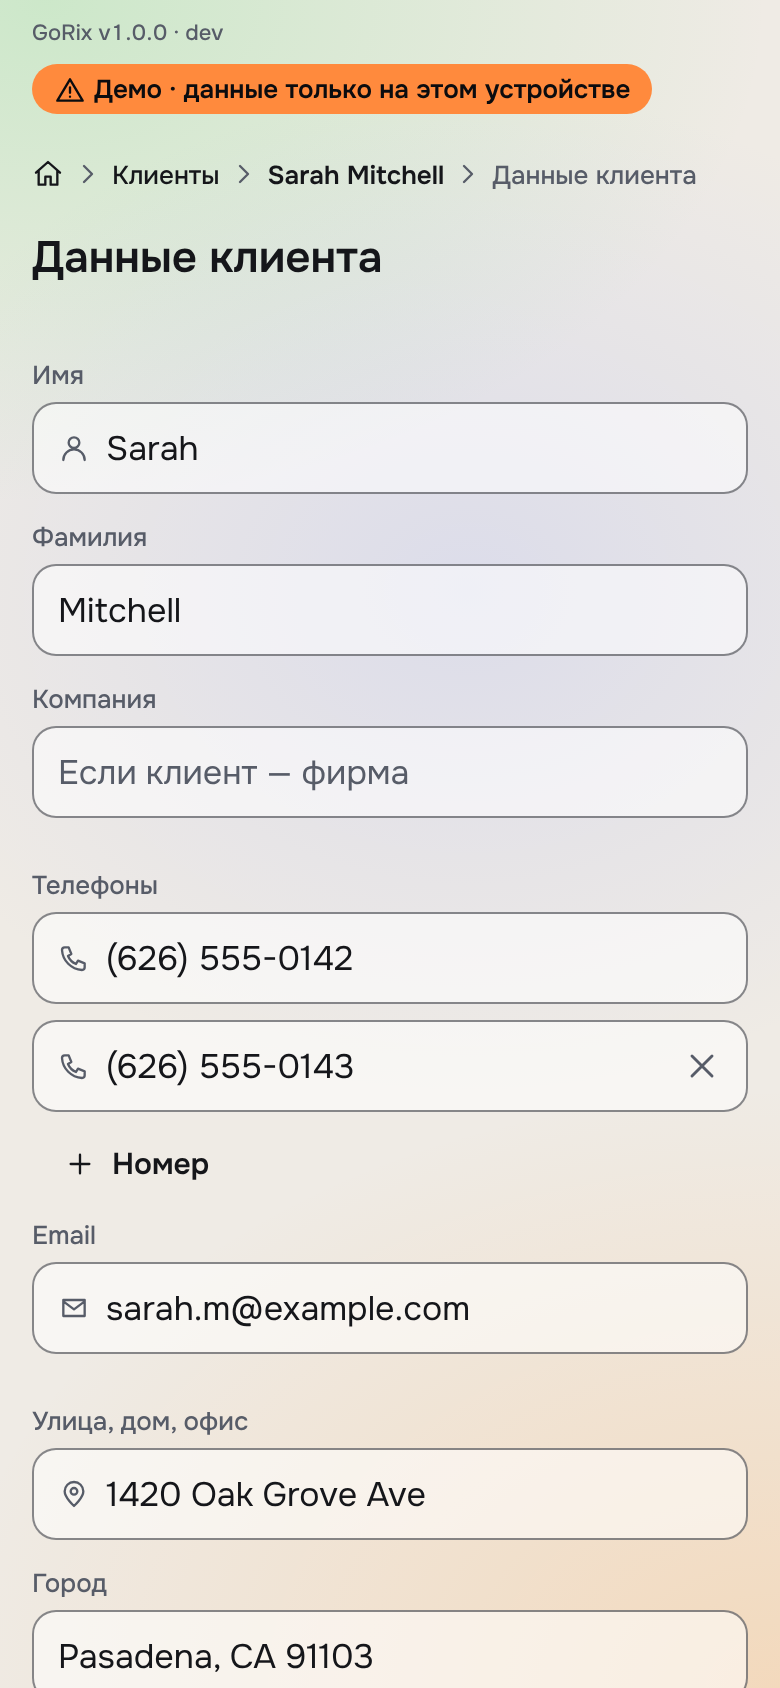 GoRix v1.0.0 · dev
Демо · данные только на этом устройстве
Клиенты > Sarah Mitchell > Данные клиента
Данные клиента
Имя
Sarah
Фамилия
Mitchell
Компания
Если клиент — фирма
Телефоны
(626) 555-0142
(626) 555-0143
+ Номер
Email
sarah.m@example.com
Улица, дом, офис
1420 Oak Grove Ave
Город
Pasadena, CA 91103